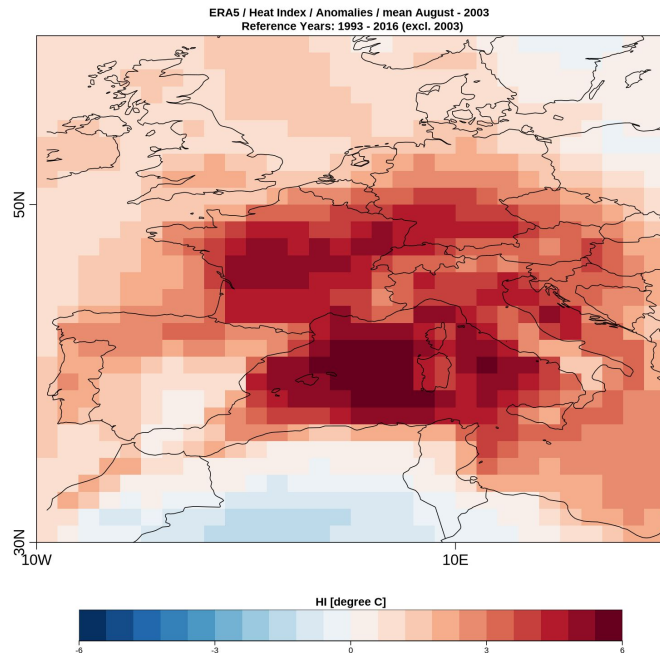 ERA5 / Heat Index / Anomalies / mean August - 2003
Reference Years: 1993 - 2016 (excl. 2003)
50N
30N
10W
10E
HI [degree C]
-6
-3
0
3
6